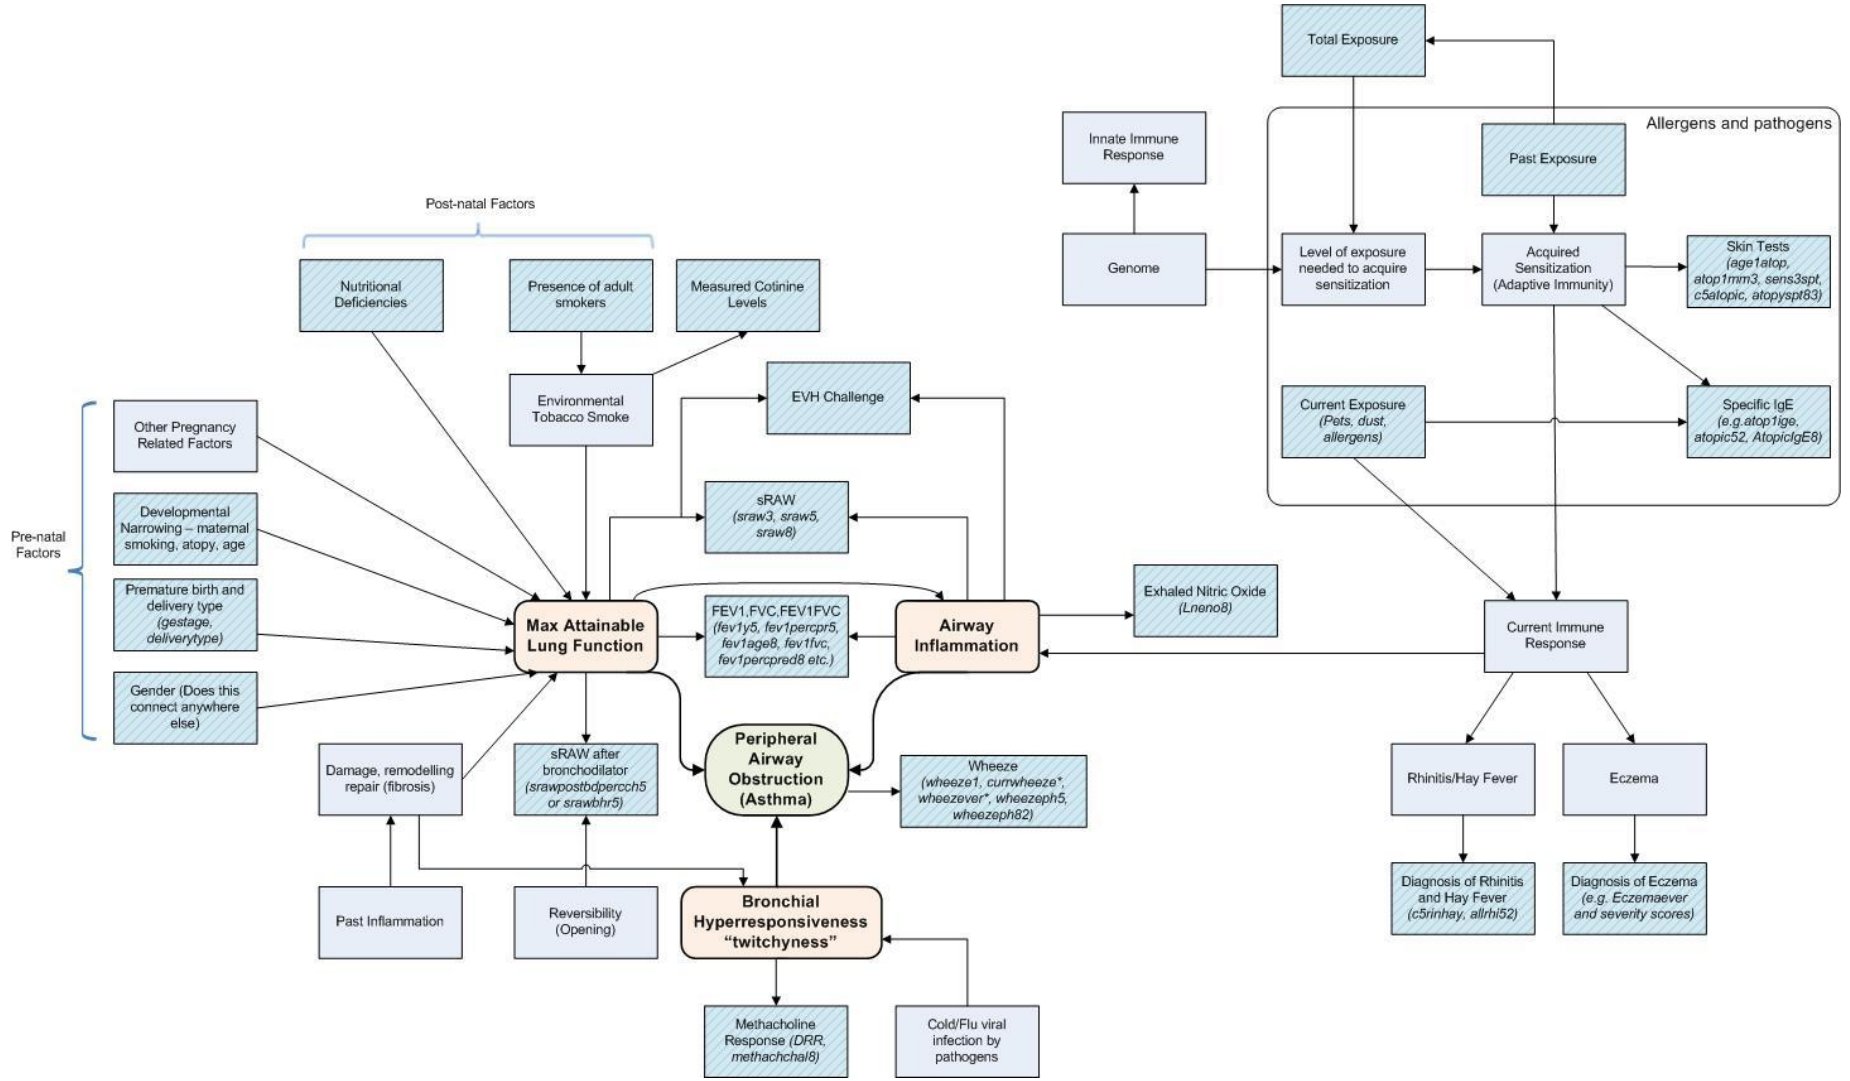 Total Exposure
Allergens and pathogens
Innate Immune
Response
Past Exposure
Post-natal Factors
Genome
Level of exposure
needed to acquire
sensitization
Acquired
Sensitization
(Adaptive Immunity)
Skin Tests
(age1atop,
atop1mm3, sens3spt,
c5atopic, atopyspt83)
Nutritional
Deficiencies
Presence of adult
smokers
Measured Cotinine
Levels
Environmental
Tobacco Smoke
EVH Challenge
Current Exposure
(Pets, dust,
allergens)
Specific IgE
(e.g.atop1ige,
atopic52, AtopicIgE8)
Pre-natal
Factors
Other Pregnancy
Related Factors
Developmental
Narrowing – maternal
smoking, atopy, age
Premature birth and
delivery type
(gestage,
deliverytype)
Gender (Does this
connect anywhere
else)
sRAW
(sraw3, sraw5,
sraw8)
Max Attainable
Lung Function
FEV1,FVC,FEV1FVC
(fev1y5, fev1percpr5,
fev1age8, fev1fvc,
fev1percpred8 etc.)
Airway
Inflammation
Exhaled Nitric Oxide
(Lneno8)
Current Immune
Response
Damage, remodelling
repair (fibrosis)
sRAW after
bronchodilator
(srawpostbdpercch5
or srawbhr5)
Peripheral
Airway
Obstruction
(Asthma)
Wheeze
(wheeze1, currwheeze*,
wheezever*, wheezeph5,
wheezeph82)
Rhinitis/Hay Fever
Eczema
Past Inflammation
Reversibility
(Opening)
Bronchial
Hyperresponsiveness
“twitchyness”
Diagnosis of Rhinitis
and Hay Fever
(c5rinhay, allrhi52)
Diagnosis of Eczema
(e.g. Eczemaever
and severity scores)
Methacholine
Response (DRR,
methachchal8)
Cold/Flu viral
infection by
pathogens